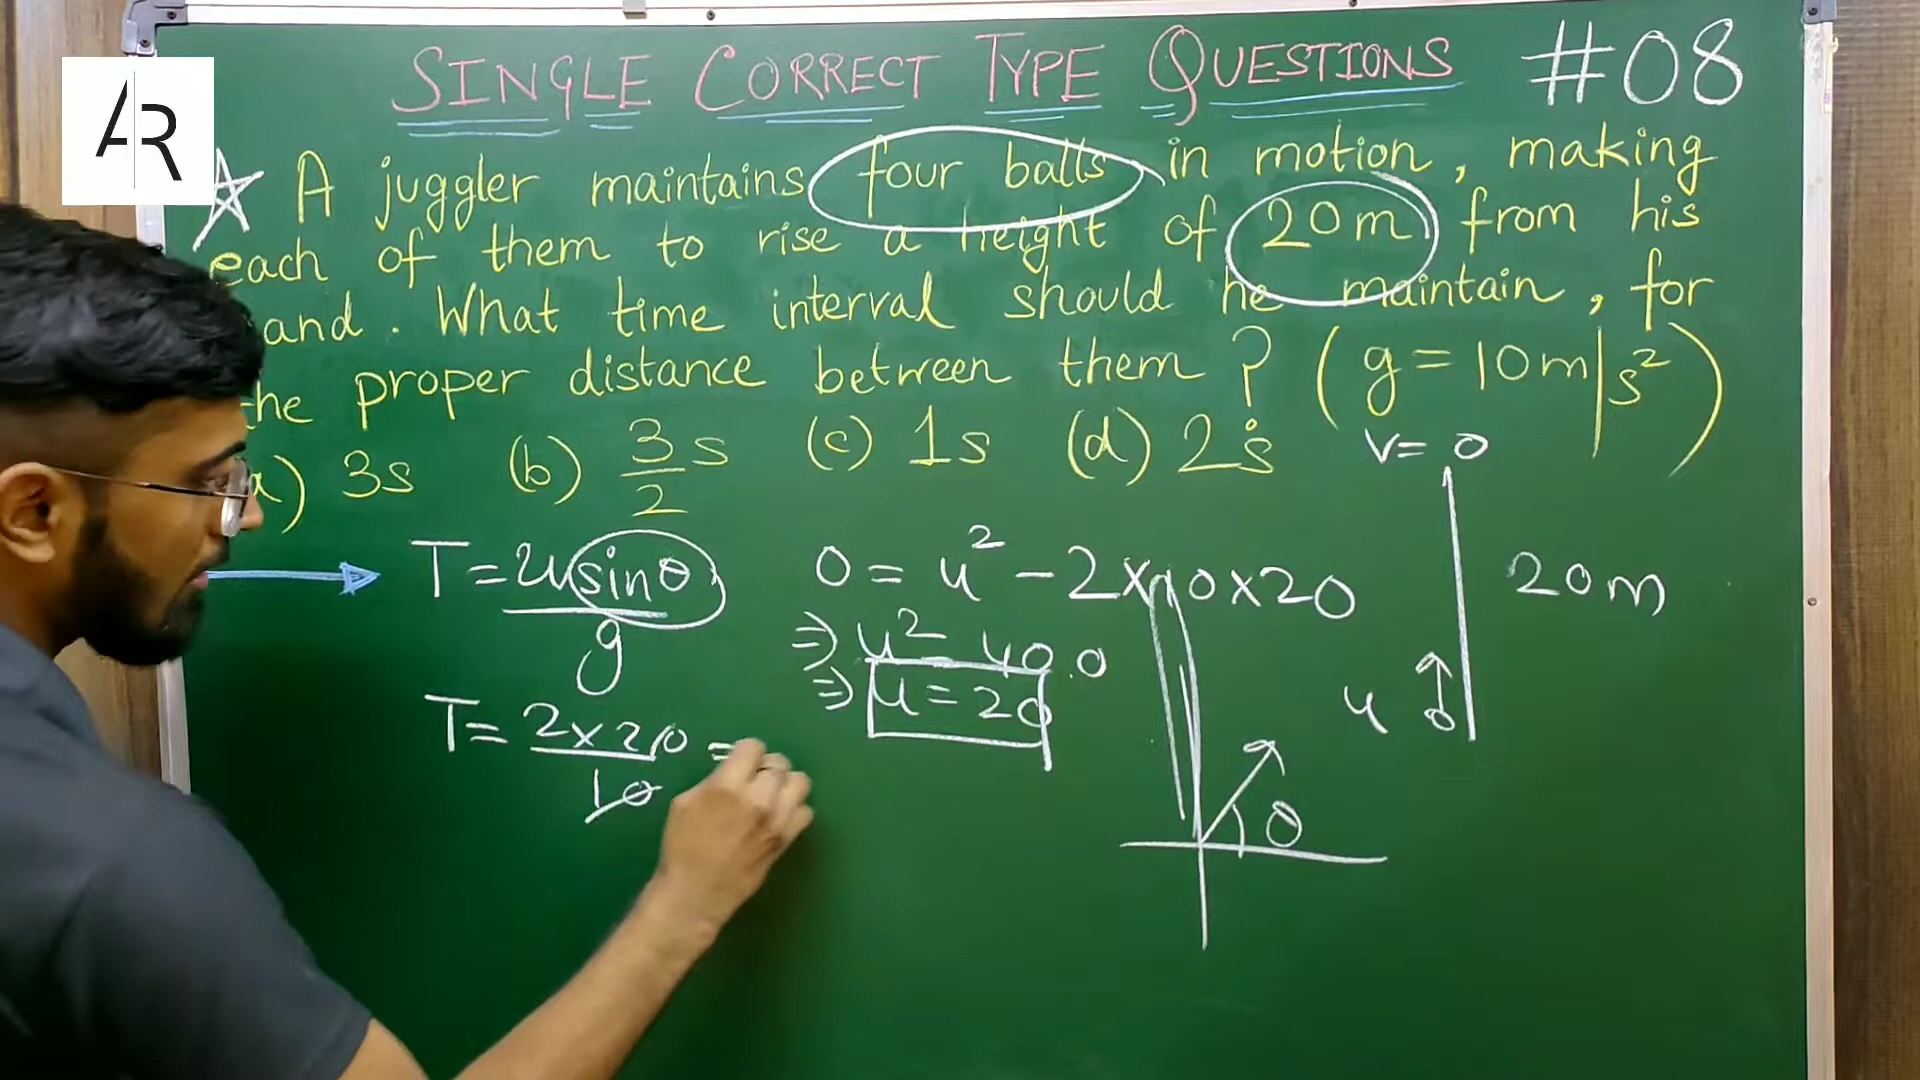 SINGLE CORRECT TYPE QUESTIONS #08
AR
A juggler maintains four balls in motion, making
each of them to rise a height of 20m from his
and. What time interval should he maintain, for
the proper distance between them? (g = 10m|s²)
a) 3s (b) 3/2 s (c) 1s (d) 2s
V= 0
T = 2u sinθ / g
0 = u² - 2×10×20
20m
⇒ u² = 400
⇒ u = 20
u
T = 2×20 / 10 =
θ